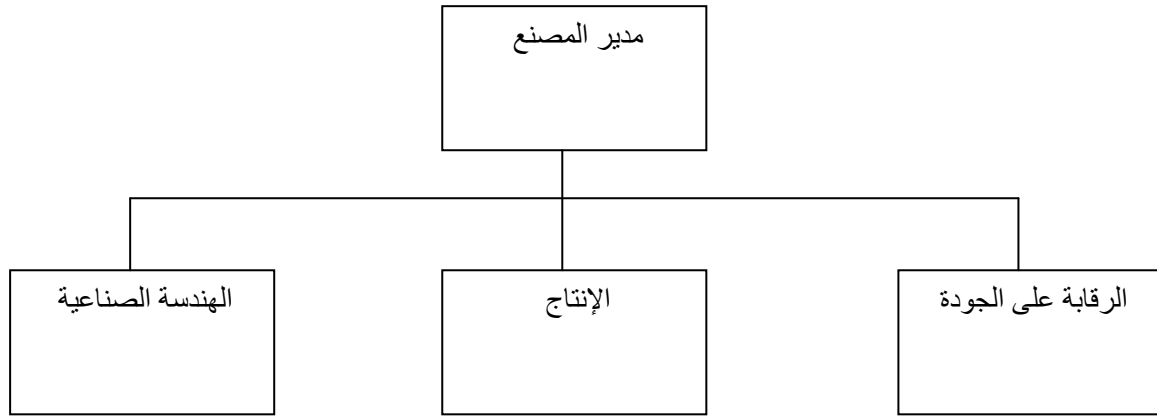 مدير المصنع
الرقابة على الجودة
الإنتاج
الهندسة الصناعية